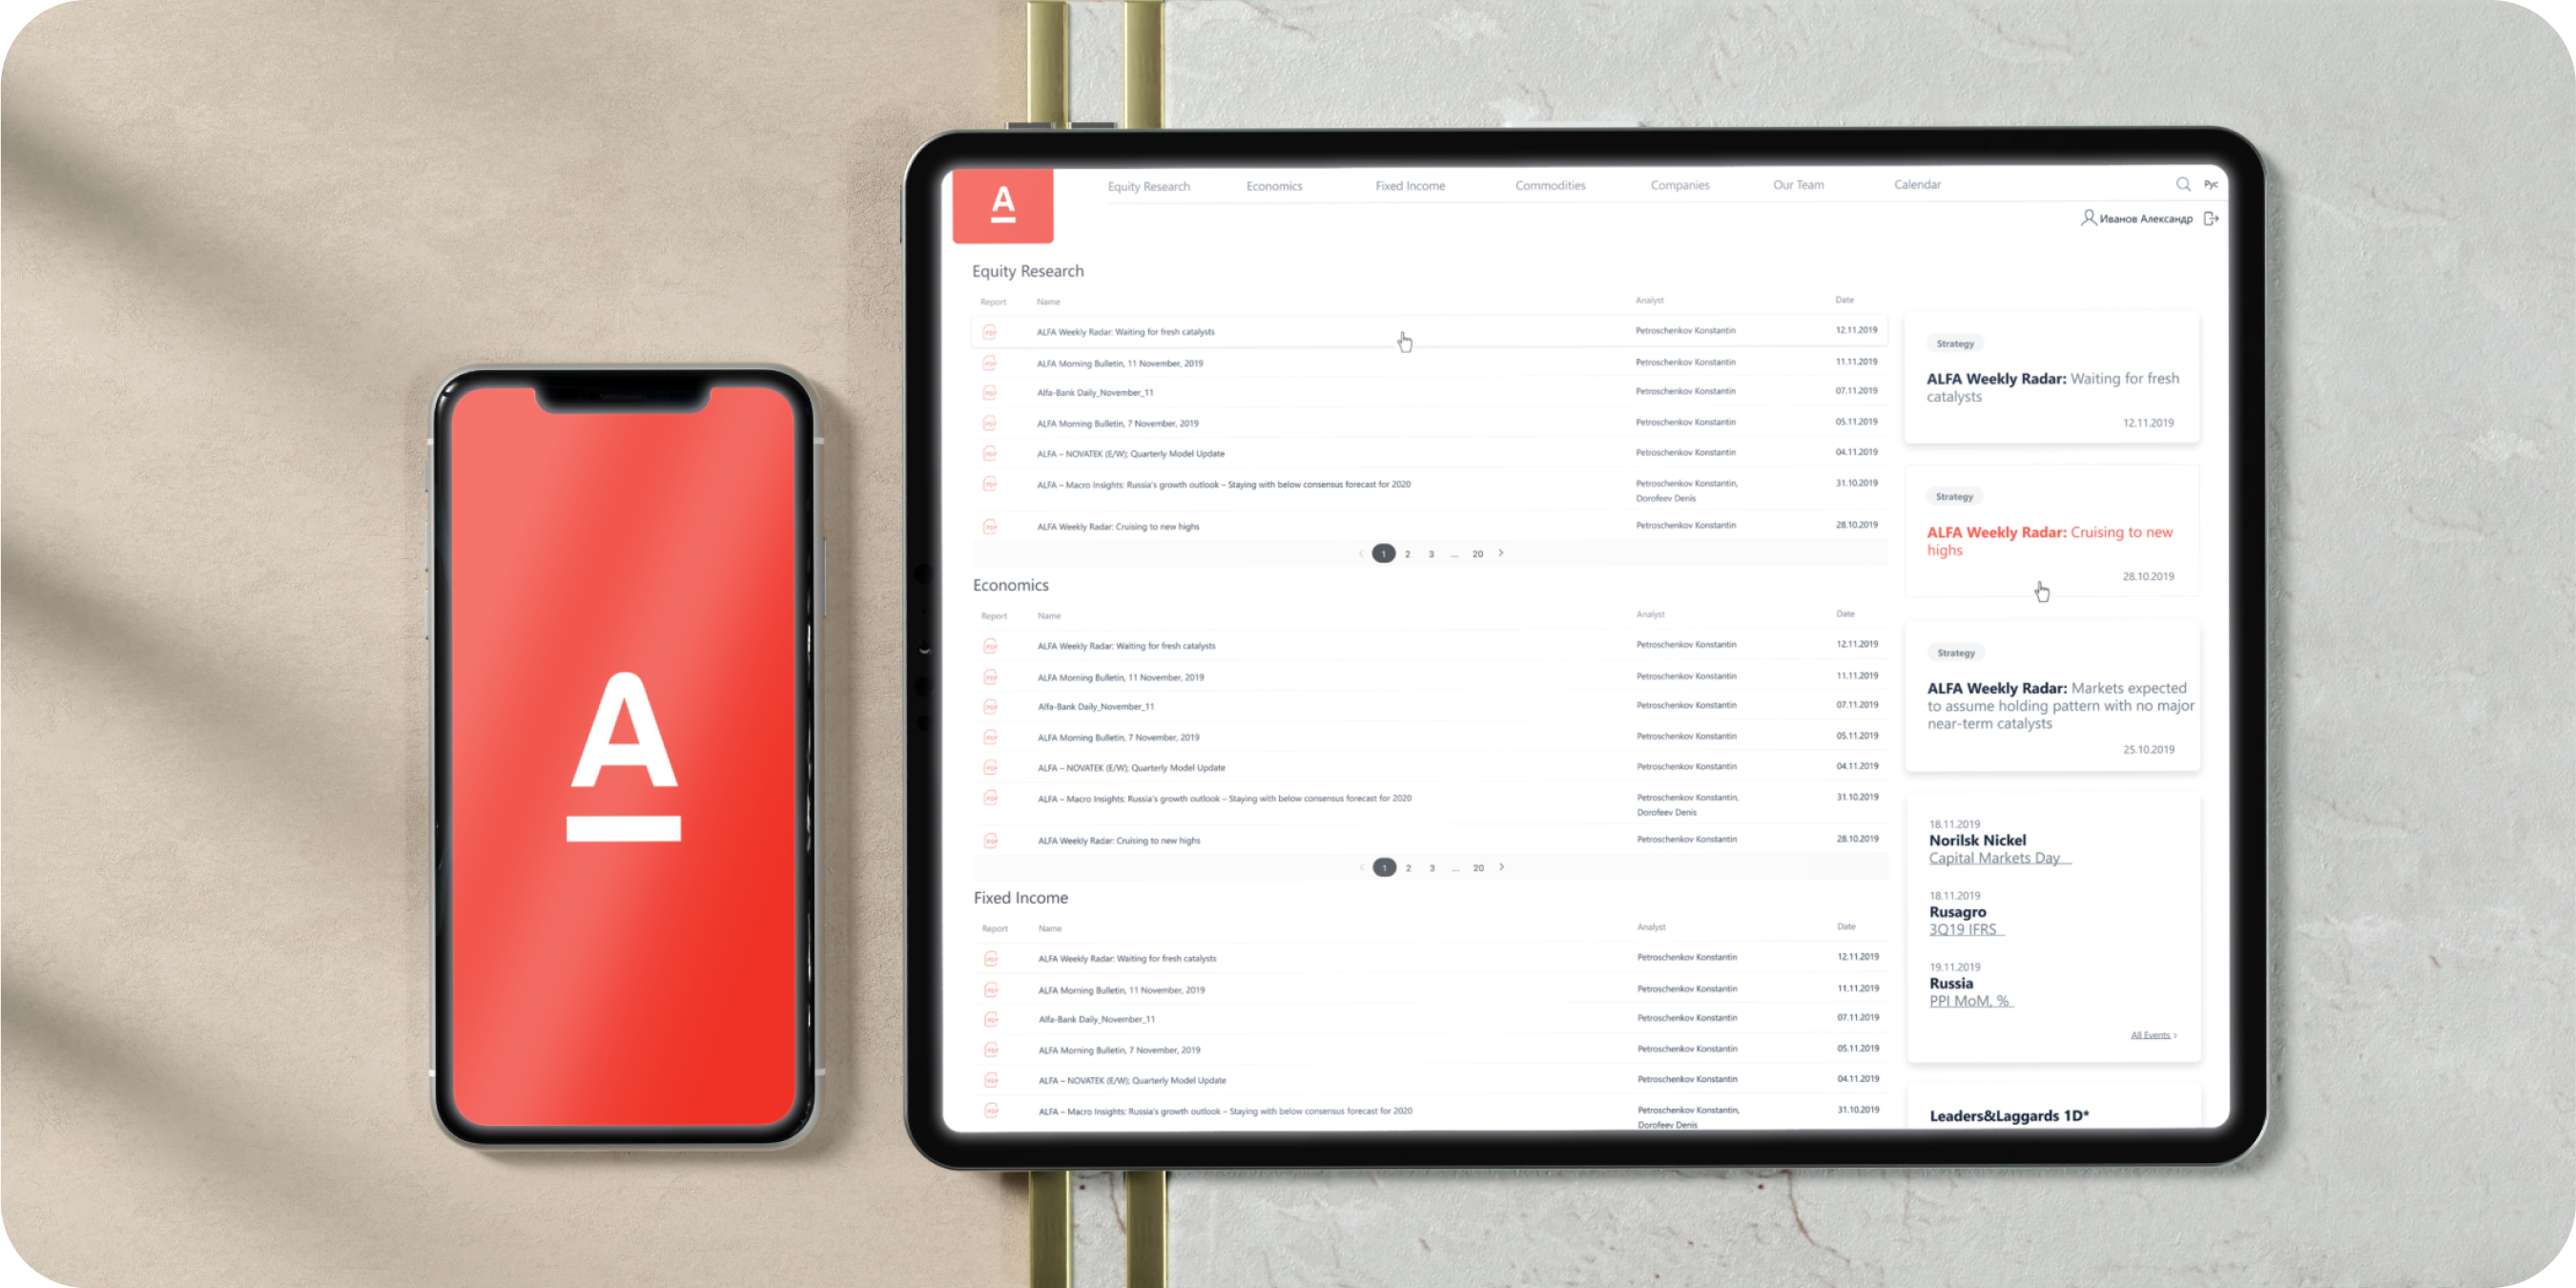 A
A
Equity Research Economics Fixed Income Commodities Companies Our Team Calendar Рус
Иванов Александр
Equity Research
Report Name Analyst Date
PDF ALFA Weekly Radar: Waiting for fresh catalysts Petroschenkov Konstantin 12.11.2019
PDF ALFA Morning Bulletin, 11 November, 2019 Petroschenkov Konstantin 11.11.2019
PDF Alfa-Bank Daily_November_11 Petroschenkov Konstantin 07.11.2019
PDF ALFA Morning Bulletin, 7 November, 2019 Petroschenkov Konstantin 05.11.2019
PDF ALFA – NOVATEK (E/W); Quarterly Model Update Petroschenkov Konstantin 04.11.2019
PDF ALFA – Macro Insights: Russia's growth outlook – Staying with below consensus forecast for 2020 Petroschenkov Konstantin, 31.10.2019
Dorofeev Denis
PDF ALFA Weekly Radar: Cruising to new highs Petroschenkov Konstantin 28.10.2019
1 2 3 ... 20
Economics
Report Name Analyst Date
PDF ALFA Weekly Radar: Waiting for fresh catalysts Petroschenkov Konstantin 12.11.2019
PDF ALFA Morning Bulletin, 11 November, 2019 Petroschenkov Konstantin 11.11.2019
PDF Alfa-Bank Daily_November_11 Petroschenkov Konstantin 07.11.2019
PDF ALFA Morning Bulletin, 7 November, 2019 Petroschenkov Konstantin 05.11.2019
PDF ALFA – NOVATEK (E/W); Quarterly Model Update Petroschenkov Konstantin 04.11.2019
PDF ALFA – Macro Insights: Russia's growth outlook – Staying with below consensus forecast for 2020 Petroschenkov Konstantin, 31.10.2019
Dorofeev Denis
PDF ALFA Weekly Radar: Cruising to new highs Petroschenkov Konstantin 28.10.2019
1 2 3 ... 20
Fixed Income
Report Name Analyst Date
PDF ALFA Weekly Radar: Waiting for fresh catalysts Petroschenkov Konstantin 12.11.2019
PDF ALFA Morning Bulletin, 11 November, 2019 Petroschenkov Konstantin 11.11.2019
PDF Alfa-Bank Daily_November_11 Petroschenkov Konstantin 07.11.2019
PDF ALFA Morning Bulletin, 7 November, 2019 Petroschenkov Konstantin 05.11.2019
PDF ALFA – NOVATEK (E/W); Quarterly Model Update Petroschenkov Konstantin 04.11.2019
PDF ALFA – Macro Insights: Russia's growth outlook – Staying with below consensus forecast for 2020 Petroschenkov Konstantin, 31.10.2019
Dorofeev Denis
Strategy
ALFA Weekly Radar: Waiting for fresh
catalysts
12.11.2019
Strategy
ALFA Weekly Radar: Cruising to new
highs
28.10.2019
Strategy
ALFA Weekly Radar: Markets expected
to assume holding pattern with no major
near-term catalysts
25.10.2019
18.11.2019
Norilsk Nickel
Capital Markets Day
18.11.2019
Rusagro
3Q19 IFRS
19.11.2019
Russia
PPI MoM, %
All Events ›
Leaders&Laggards 1D*